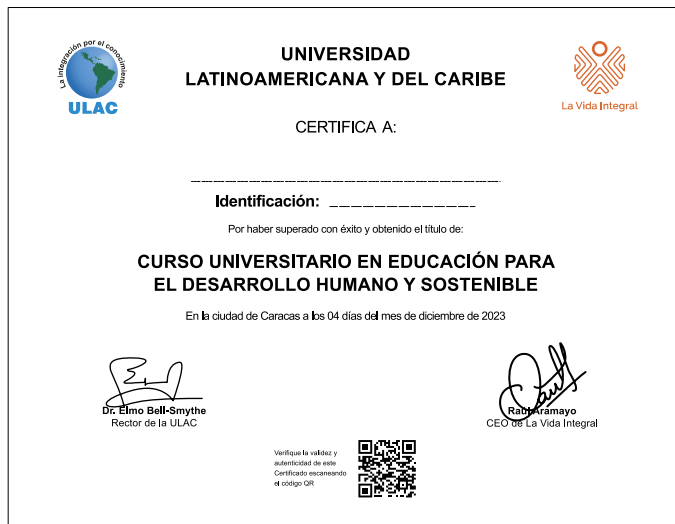 La integración por el conocimiento
ULAC
UNIVERSIDAD
LATINOAMERICANA Y DEL CARIBE
La Vida Integral
CERTIFICA A:
Identificación:
Por haber superado con éxito y obtenido el título de:
CURSO UNIVERSITARIO EN EDUCACIÓN PARA
EL DESARROLLO HUMANO Y SOSTENIBLE
En la ciudad de Caracas a los 04 días del mes de diciembre de 2023
Dr. Elmo Bell-Smythe
Rector de la ULAC
Raúl Aramayo
CEO de La Vida Integral
Verifique la validez y
autenticidad de este
Certificado escaneando
el código QR